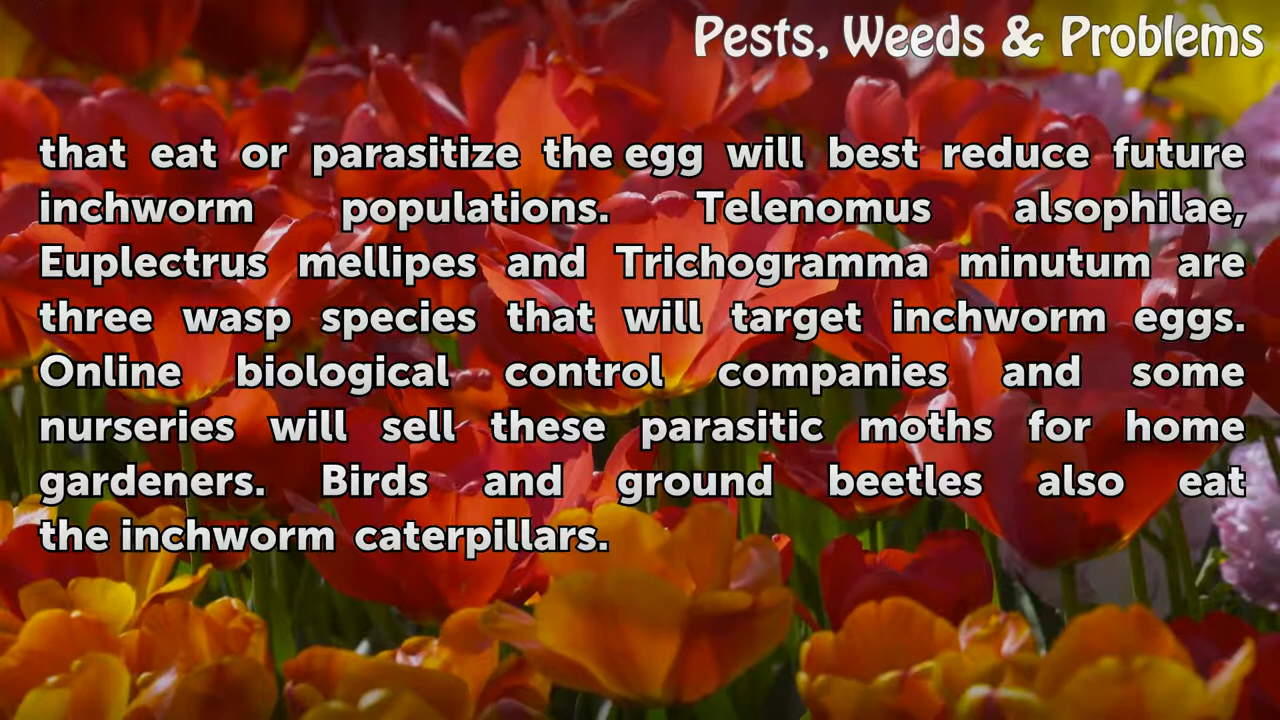 Pests, Weeds & Problems
that eat or parasitize the egg will best reduce future
inchworm populations. Telenomus alsophilae,
Euplectrus mellipes and Trichogramma minutum are
three wasp species that will target inchworm eggs.
Online biological control companies and some
nurseries will sell these parasitic moths for home
gardeners. Birds and ground beetles also eat
the inchworm caterpillars.